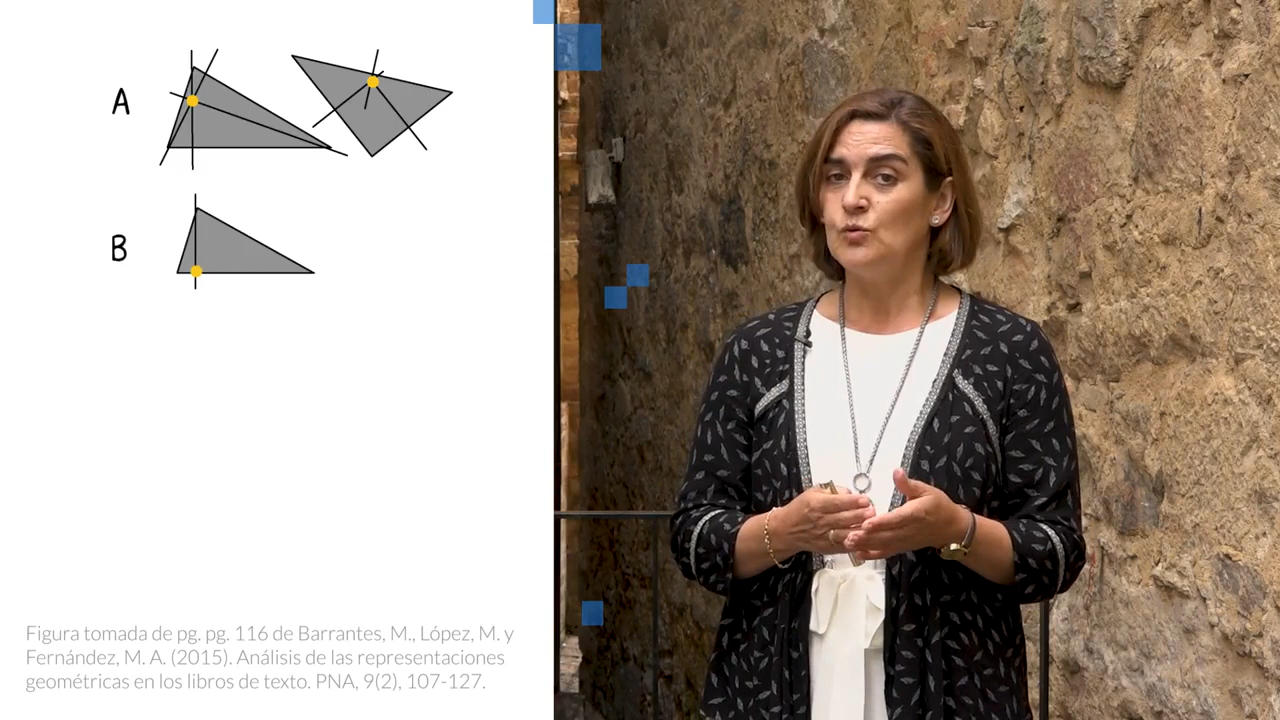 A
B
Figura tomada de pg. pg. 116 de Barrantes, M., López, M. y
Fernández, M. A. (2015). Análisis de las representaciones
geométricas en los libros de texto. PNA, 9(2), 107-127.